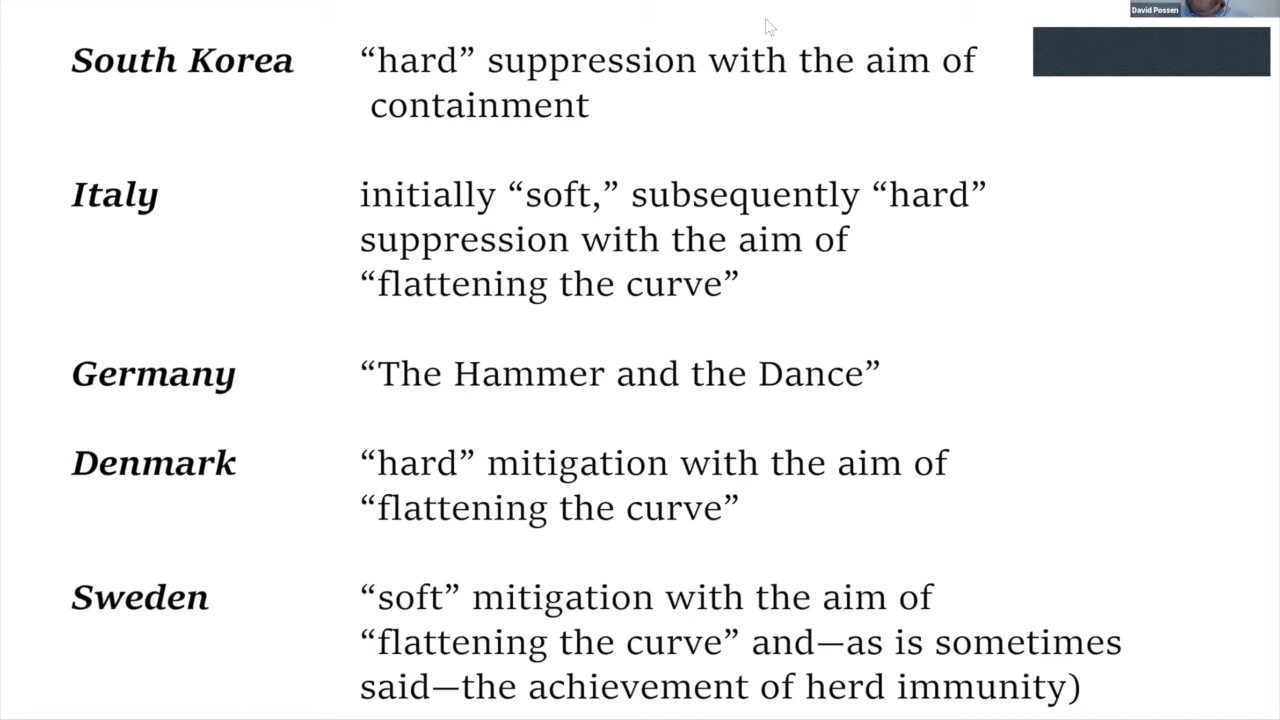 David Possen
South Korea “hard” suppression with the aim of
containment
Italy initially “soft,” subsequently “hard”
suppression with the aim of
“flattening the curve”
Germany “The Hammer and the Dance”
Denmark “hard” mitigation with the aim of
“flattening the curve”
Sweden “soft” mitigation with the aim of
“flattening the curve” and—as is sometimes
said—the achievement of herd immunity)